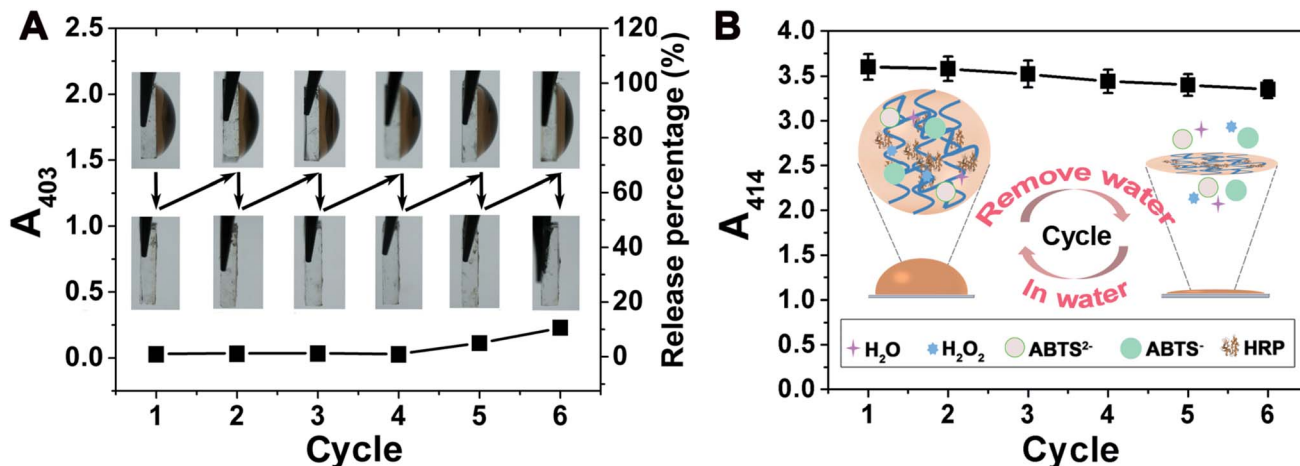 A
2.5
2.0
1.5
1.0
0.5
0.0
A403
120
100
80
60
40
20
0
Release percentage (%)
1 2 3 4 5 6
Cycle
B
4.0
3.5
3.0
2.5
2.0
1.5
1.0
0.5
0.0
A414
Remove water
Cycle
In water
H2O H2O2 ABTS2- ABTS- HRP
1 2 3 4 5 6
Cycle